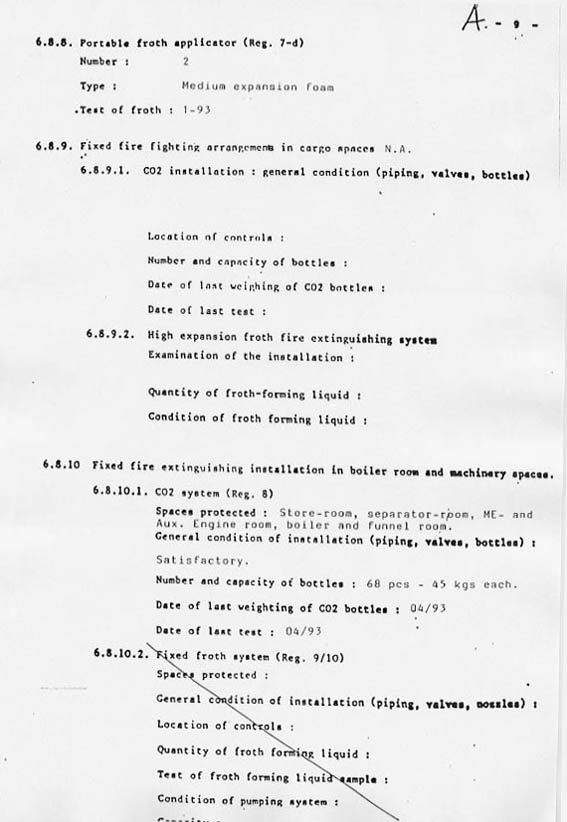 A. - 9 -
6.8.8. Portable froth applicator (Reg. 7-d)
Number : 2
Type : Medium expansion foam
Test of froth : 1-93
6.8.9. Fixed fire fighting arrangements in cargo spaces N.A.
6.8.9.1. CO2 installation : general condition (piping, valves, bottles)
Location of controls :
Number and capacity of bottles :
Date of last weighing of CO2 bottles :
Date of last test :
6.8.9.2. High expansion froth fire extinguishing system
Examination of the installation :
Quantity of froth-forming liquid :
Condition of froth forming liquid :
6.8.10 Fixed fire extinguishing installation in boiler room and machinery spaces.
6.8.10.1. CO2 system (Reg. 8)
Spaces protected : Store-room, separator-room, ME- and
Aux. Engine room, boiler and funnel room.
General condition of installation (piping, valves, bottles) :
Satisfactory.
Number and capacity of bottles : 68 pcs - 45 kgs each.
Date of last weighting of CO2 bottles : 04/93
Date of last test : 04/93
6.8.10.2. Fixed froth system (Reg. 9/10)
Spaces protected :
General condition of installation (piping, valves, nozzles) :
Location of controls :
Quantity of froth forming liquid :
Test of froth forming liquid sample :
Condition of pumping system :